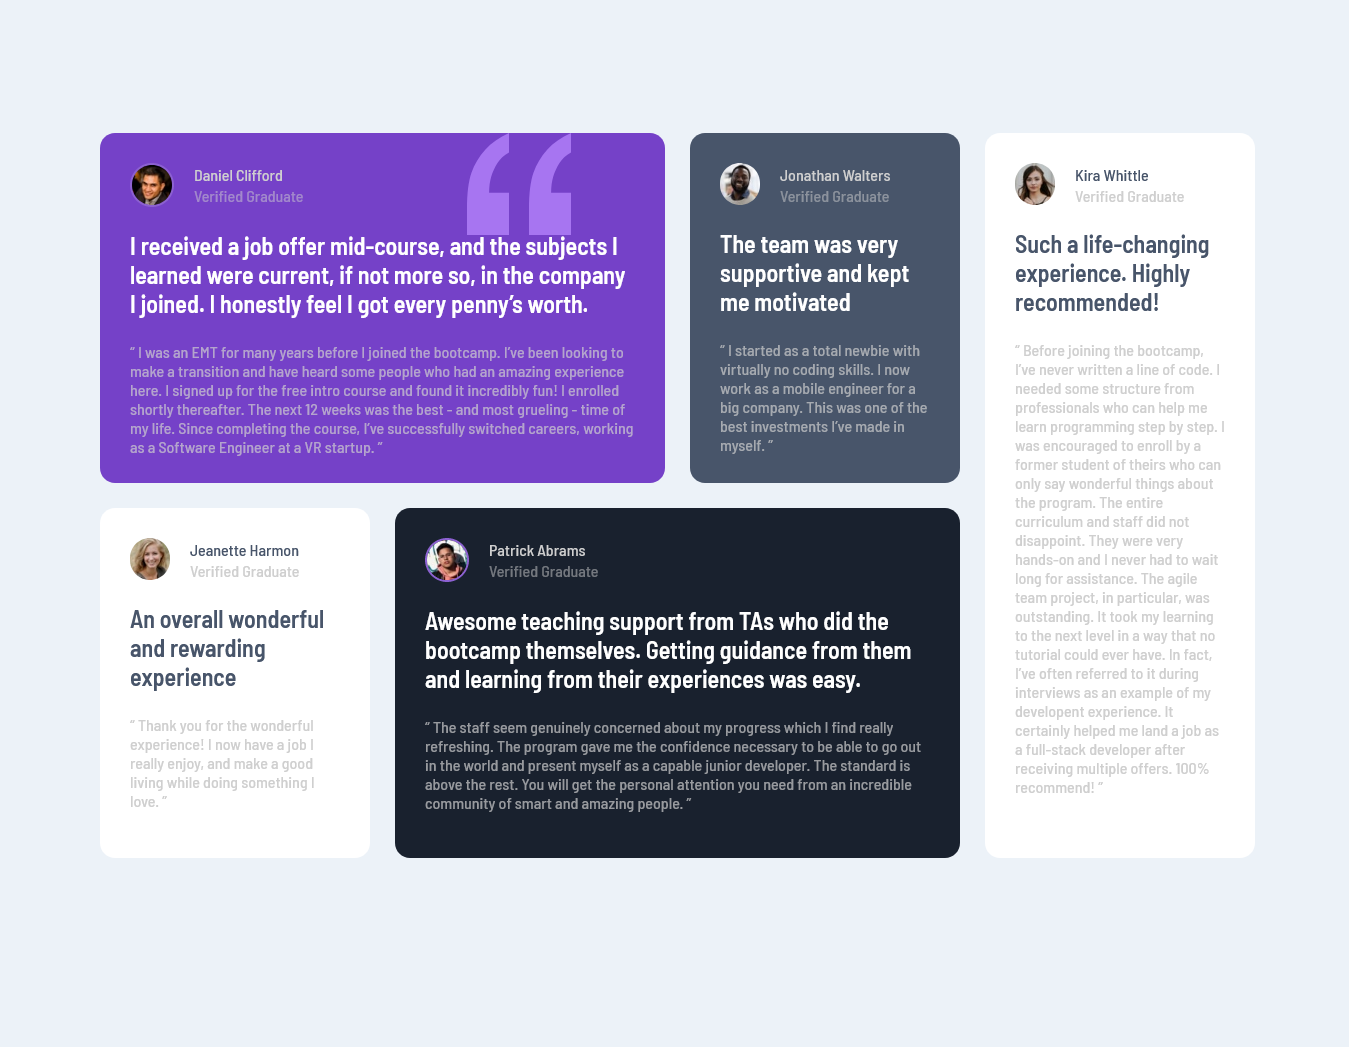 Daniel Clifford
Verified Graduate
I received a job offer mid-course, and the subjects I
learned were current, if not more so, in the company
I joined. I honestly feel I got every penny’s worth.
“ I was an EMT for many years before I joined the bootcamp. I’ve been looking to
make a transition and have heard some people who had an amazing experience
here. I signed up for the free intro course and found it incredibly fun! I enrolled
shortly thereafter. The next 12 weeks was the best - and most grueling - time of
my life. Since completing the course, I’ve successfully switched careers, working
as a Software Engineer at a VR startup. ”
Jonathan Walters
Verified Graduate
The team was very
supportive and kept
me motivated
“ I started as a total newbie with
virtually no coding skills. I now
work as a mobile engineer for a
big company. This was one of the
best investments I’ve made in
myself. ”
Kira Whittle
Verified Graduate
Such a life-changing
experience. Highly
recommended!
“ Before joining the bootcamp,
I’ve never written a line of code. I
needed some structure from
professionals who can help me
learn programming step by step. I
was encouraged to enroll by a
former student of theirs who can
only say wonderful things about
the program. The entire
curriculum and staff did not
disappoint. They were very
hands-on and I never had to wait
long for assistance. The agile
team project, in particular, was
outstanding. It took my learning
to the next level in a way that no
tutorial could ever have. In fact,
I’ve often referred to it during
interviews as an example of my
developent experience. It
certainly helped me land a job as
a full-stack developer after
receiving multiple offers. 100%
recommend! ”
Jeanette Harmon
Verified Graduate
An overall wonderful
and rewarding
experience
“ Thank you for the wonderful
experience! I now have a job I
really enjoy, and make a good
living while doing something I
love. ”
Patrick Abrams
Verified Graduate
Awesome teaching support from TAs who did the
bootcamp themselves. Getting guidance from them
and learning from their experiences was easy.
“ The staff seem genuinely concerned about my progress which I find really
refreshing. The program gave me the confidence necessary to be able to go out
in the world and present myself as a capable junior developer. The standard is
above the rest. You will get the personal attention you need from an incredible
community of smart and amazing people. ”